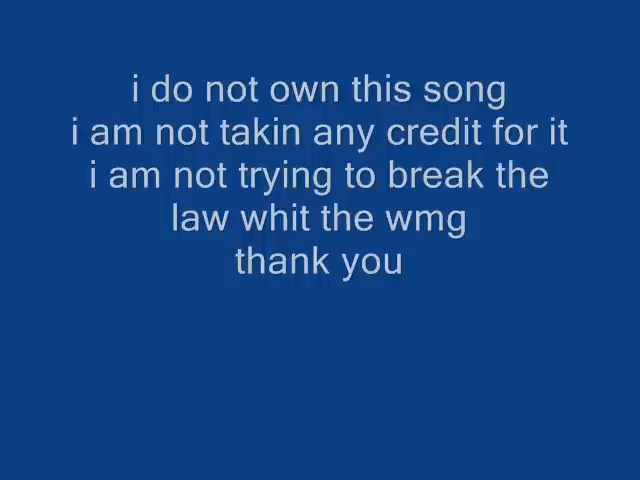 i do not own this song
i am not takin any credit for it
i am not trying to break the
law whit the wmg
thank you